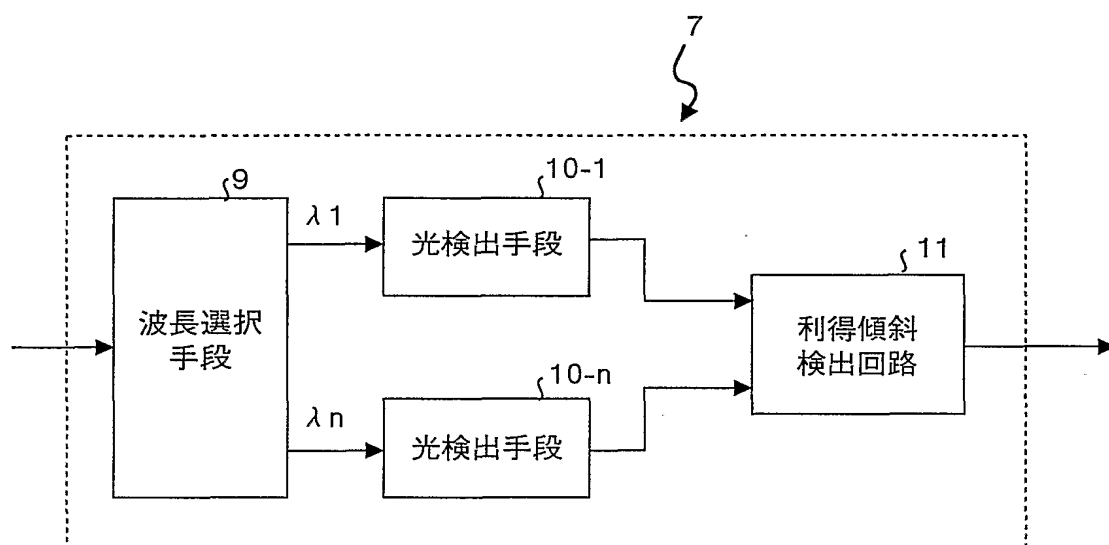 7
9
10-1
λ1
光検出手段
11
波長選択
手段
利得傾斜
検出回路
10-n
λn
光検出手段